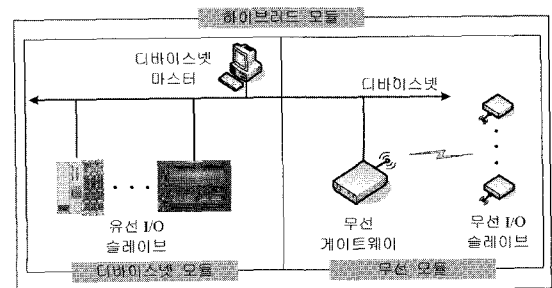 하이브리드 모듈
디바이스넷
마스터
디바이스넷
유선 I/O
슬레이브
무선
게이트웨이
무선 I/O
슬레이브
디바이스넷 모듈
무선 모듈